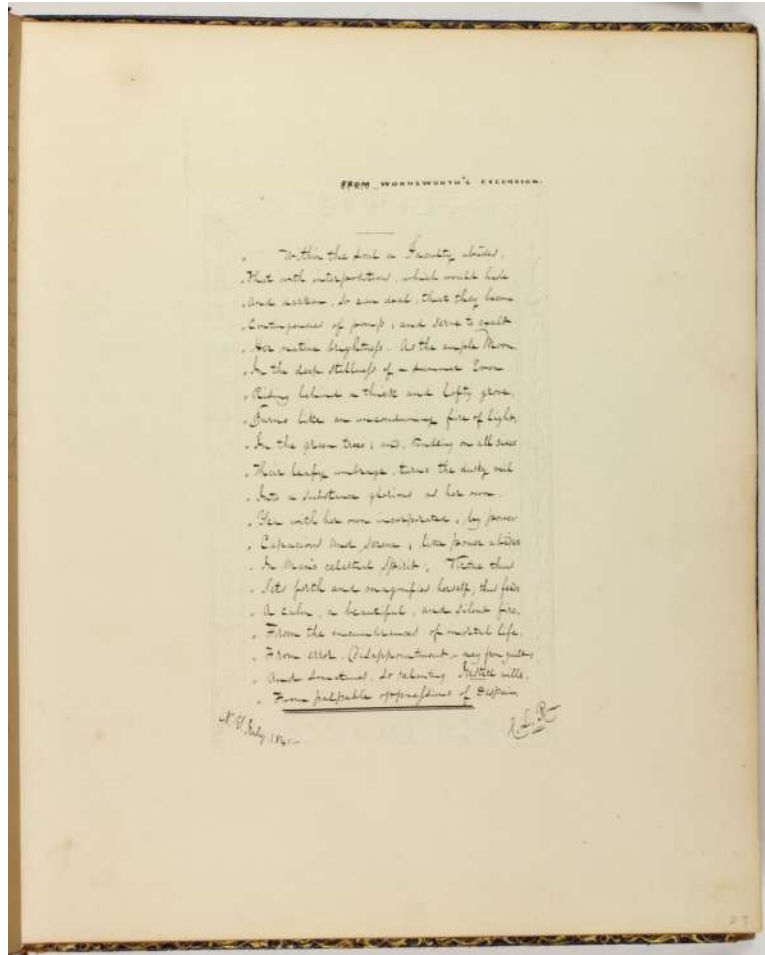 FROM WORDSWORTH'S EXCURSION.
" Within the Soul a Faculty abides,
" That with interpositions, which would hide
" And darken, so can deal, that they become
" Contingencies of pomp; and serve to exalt
" Her native brightness. As the ample Moon
" In the deep stillness of a Summer Even
" Rising behind a thick and lofty grove,
" Burns like an unconsuming fire of light,
" In the green trees; and, kindling on all sides
" Their leafy umbrage, turns the dusky veil
" Into a substance glorious as her own.
" Yea with her own incorporated, by power
" Capacious and serene; like power abides
" In Man's celestial Spirit; Virtue thus
" Sets forth and magnifies herself, thus feeds
" A calm, a beautiful, and silent fire,
" From the incumbrances of mortal life,
" From error, disappointment, – nay from guilt;
" And sometimes, so relenting Justice wills,
" From palpable oppressions of Despair
N.Y. July 184